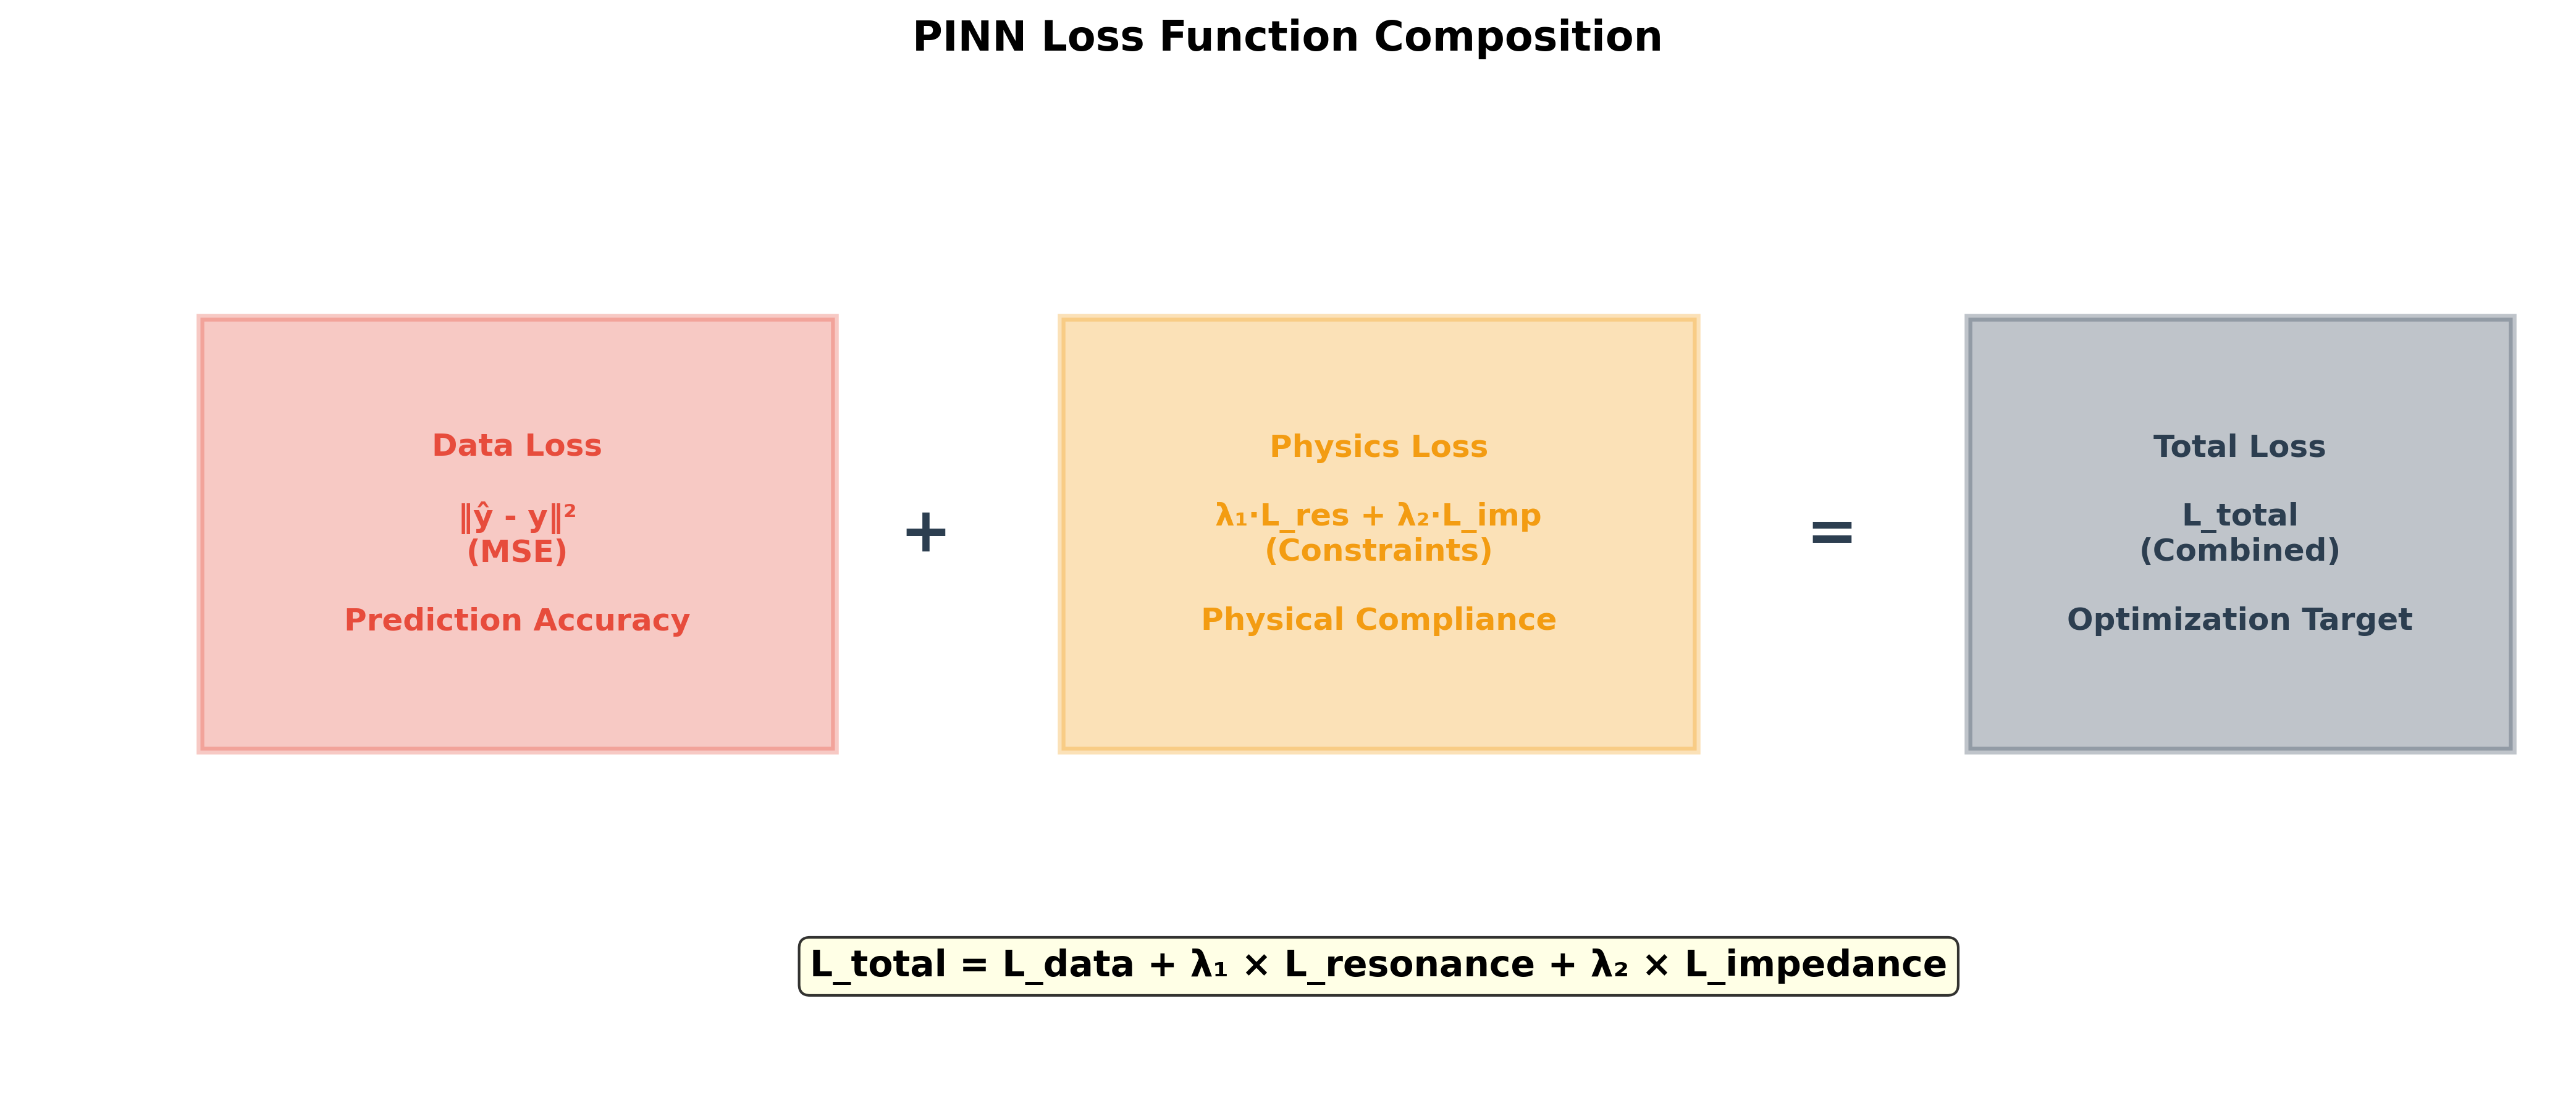 PINN Loss Function Composition
Data Loss
‖ŷ - y‖²
(MSE)
Prediction Accuracy
+
Physics Loss
λ₁·L_res + λ₂·L_imp
(Constraints)
Physical Compliance
=
Total Loss
L_total
(Combined)
Optimization Target
L_total = L_data + λ₁ × L_resonance + λ₂ × L_impedance